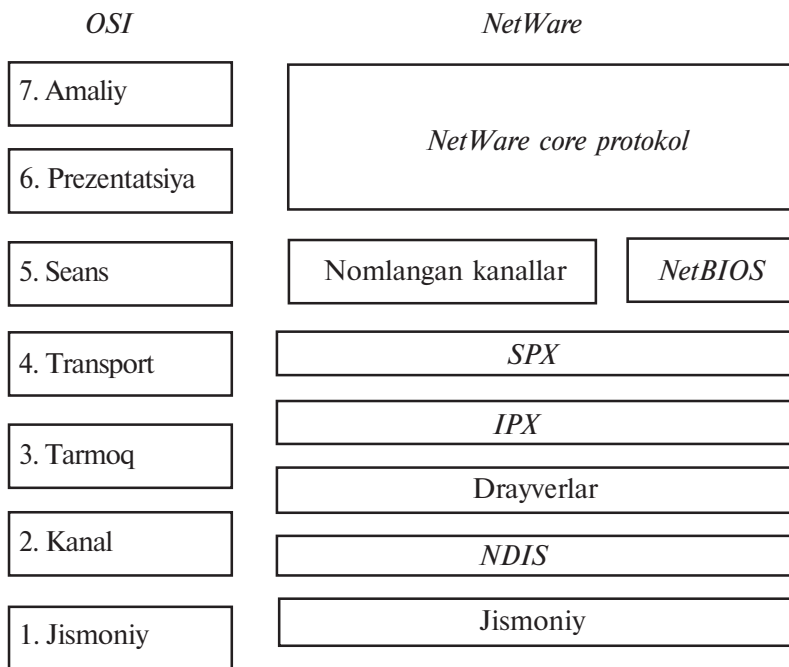 OSI
NetWare
7. Amaliy
NetWare core protokol
6. Prezentatsiya
5. Seans
Nomlangan kanallar
NetBIOS
4. Transport
SPX
3. Tarmoq
IPX
Drayverlar
2. Kanal
NDIS
1. Jismoniy
Jismoniy